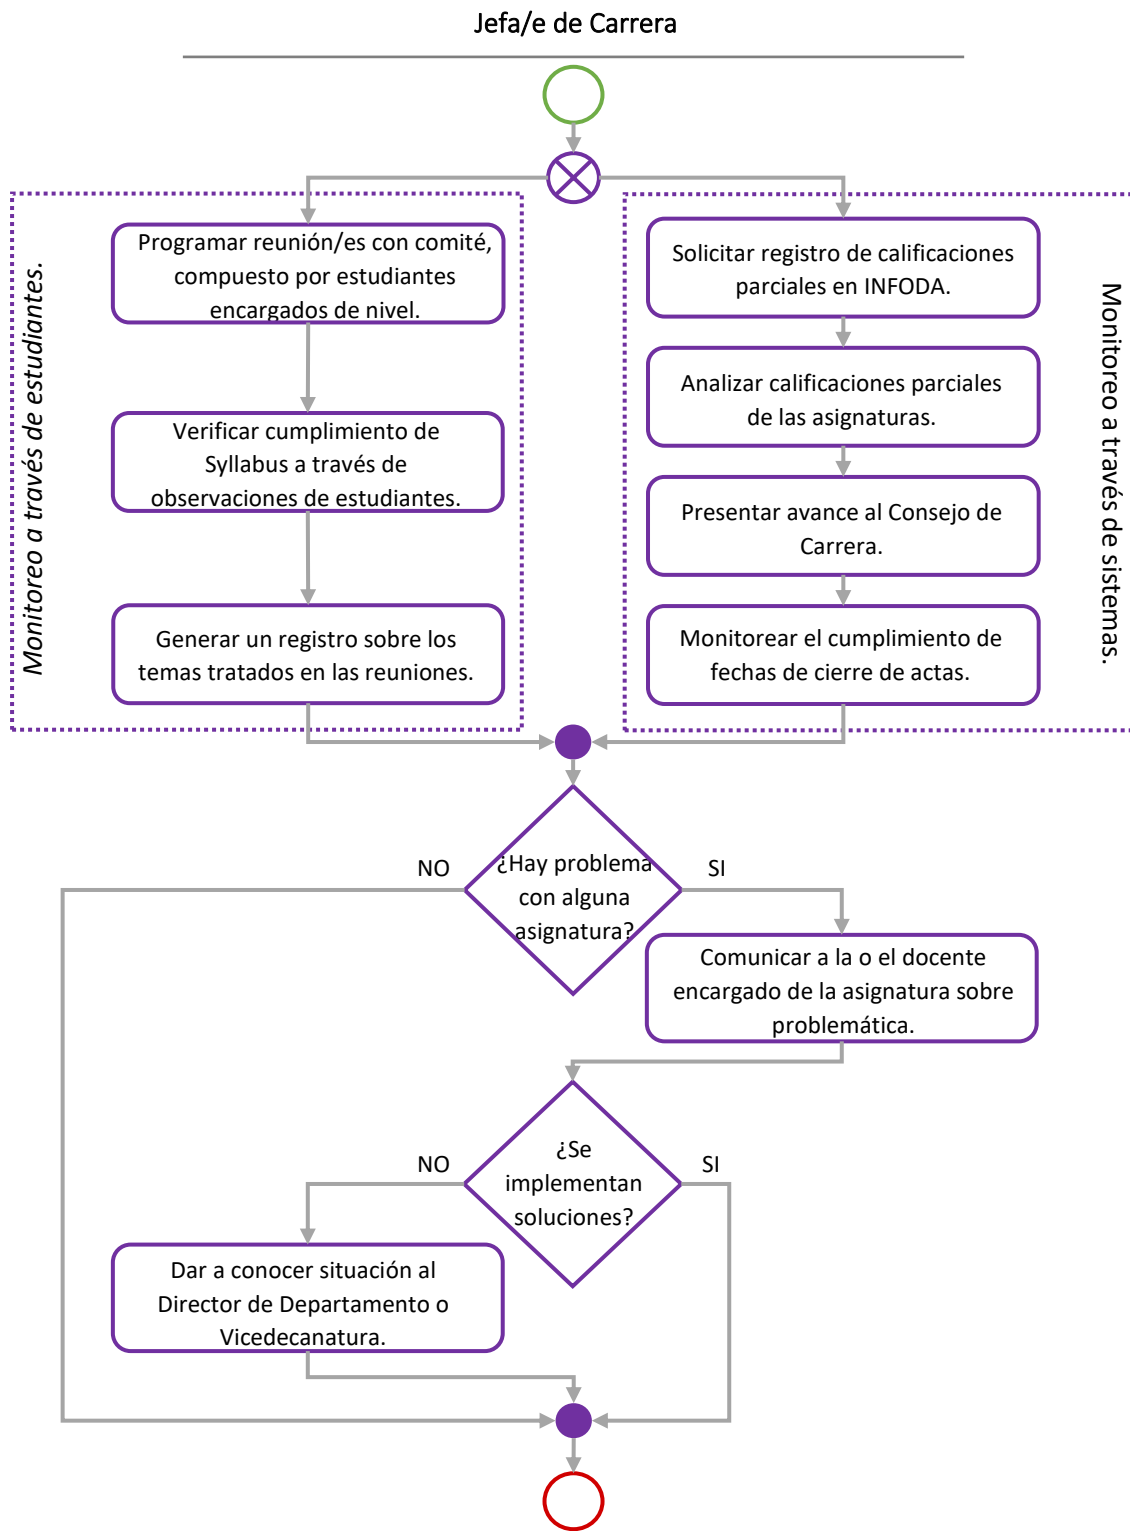 Jefa/e de Carrera
Monitoreo a través de estudiantes.
Programar reunión/es con comité,
compuesto por estudiantes
encargados de nivel.
Verificar cumplimiento de
Syllabus a través de
observaciones de estudiantes.
Generar un registro sobre los
temas tratados en las reuniones.
Solicitar registro de calificaciones
parciales en INFODA.
Analizar calificaciones parciales
de las asignaturas.
Presentar avance al Consejo de
Carrera.
Monitorear el cumplimiento de
fechas de cierre de actas.
Monitoreo a través de sistemas.
¿Hay problema
con alguna
asignatura?
NO
SI
Comunicar a la o el docente
encargado de la asignatura sobre
problemática.
¿Se
implementan
soluciones?
NO
SI
Dar a conocer situación al
Director de Departamento o
Vicedecanatura.